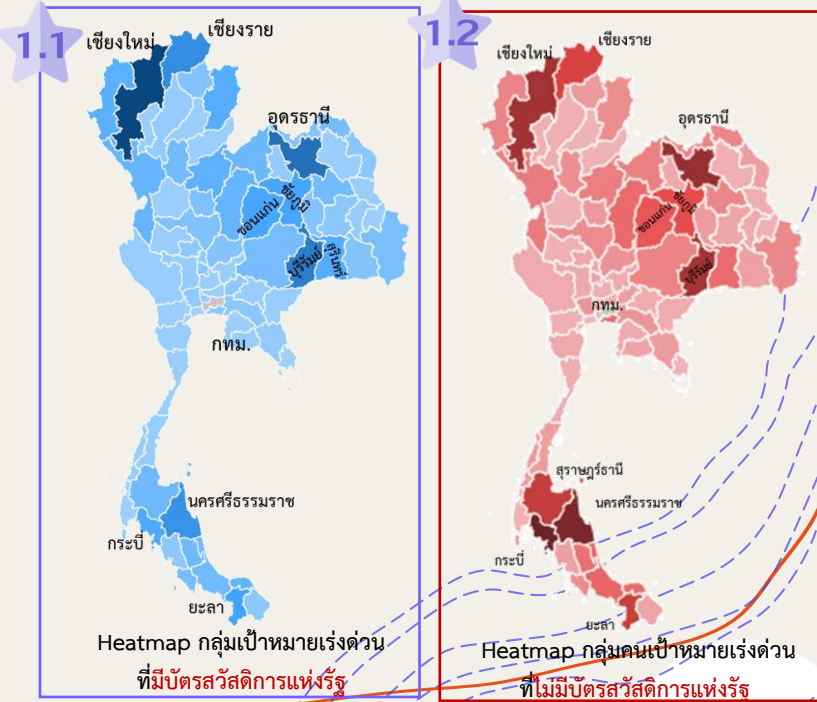 1.1
เชียงใหม่
เชียงราย
อุดรธานี
ขอนแก่น
ชัยภูมิ
บุรีรัมย์
สุรินทร์
กทม.
นครศรีธรรมราช
กระบี่
ยะลา
Heatmap กลุ่มเป้าหมายเร่งด่วน
ที่มีบัตรสวัสดิการแห่งรัฐ
1.2
เชียงใหม่
เชียงราย
อุดรธานี
ขอนแก่น
ชัยภูมิ
บุรีรัมย์
กทม.
สุราษฎร์ธานี
นครศรีธรรมราช
กระบี่
ยะลา
Heatmap กลุ่มคนเป้าหมายเร่งด่วน
ที่ไม่มีบัตรสวัสดิการแห่งรัฐ